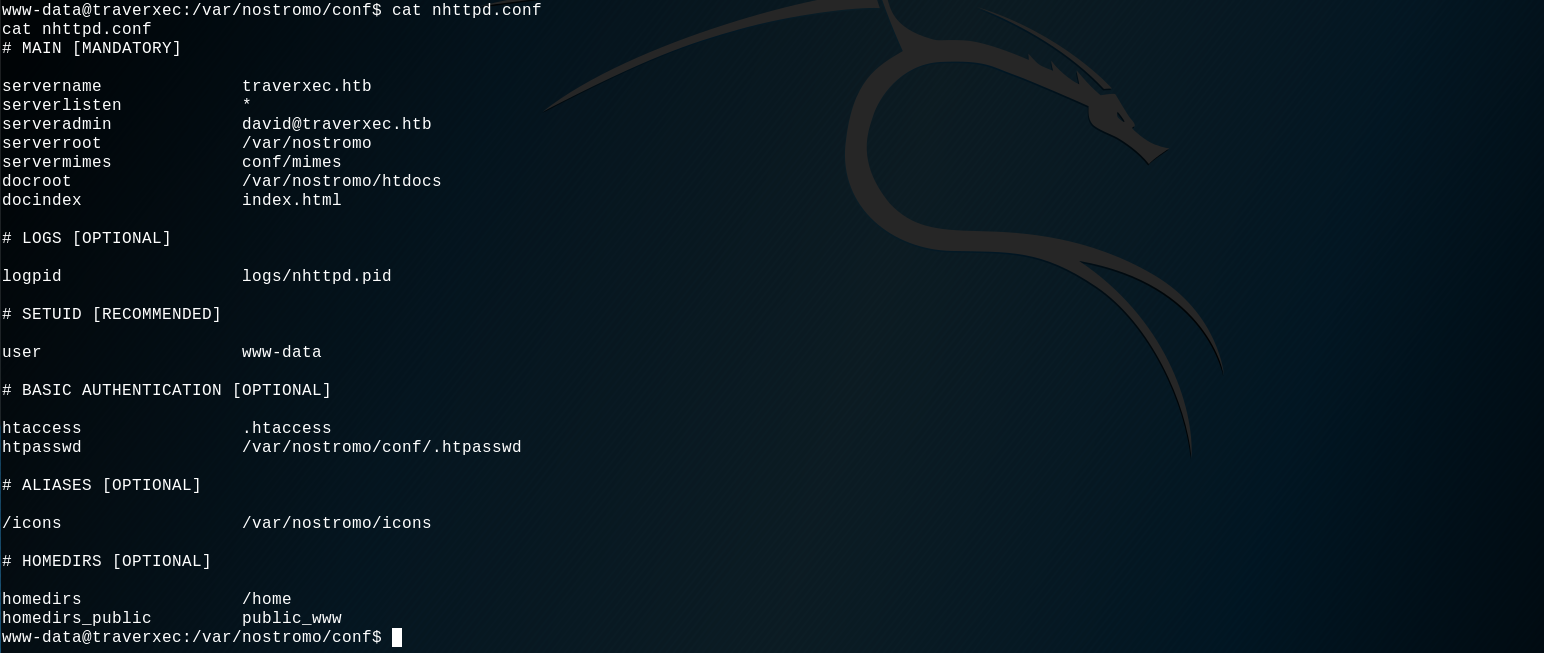 www-data@traverxec:/var/nostromo/conf$ cat nhttpd.conf
cat nhttpd.conf
# MAIN [MANDATORY]
servername              traverxec.htb
serverlisten            *
serveradmin             david@traverxec.htb
serverroot              /var/nostromo
servermimes             conf/mimes
docroot                 /var/nostromo/htdocs
docindex                index.html
# LOGS [OPTIONAL]
logpid                  logs/nhttpd.pid
# SETUID [RECOMMENDED]
user                    www-data
# BASIC AUTHENTICATION [OPTIONAL]
htaccess                .htaccess
htpasswd                /var/nostromo/conf/.htpasswd
# ALIASES [OPTIONAL]
/icons                  /var/nostromo/icons
# HOMEDIRS [OPTIONAL]
homedirs                /home
homedirs_public         public_www
www-data@traverxec:/var/nostromo/conf$